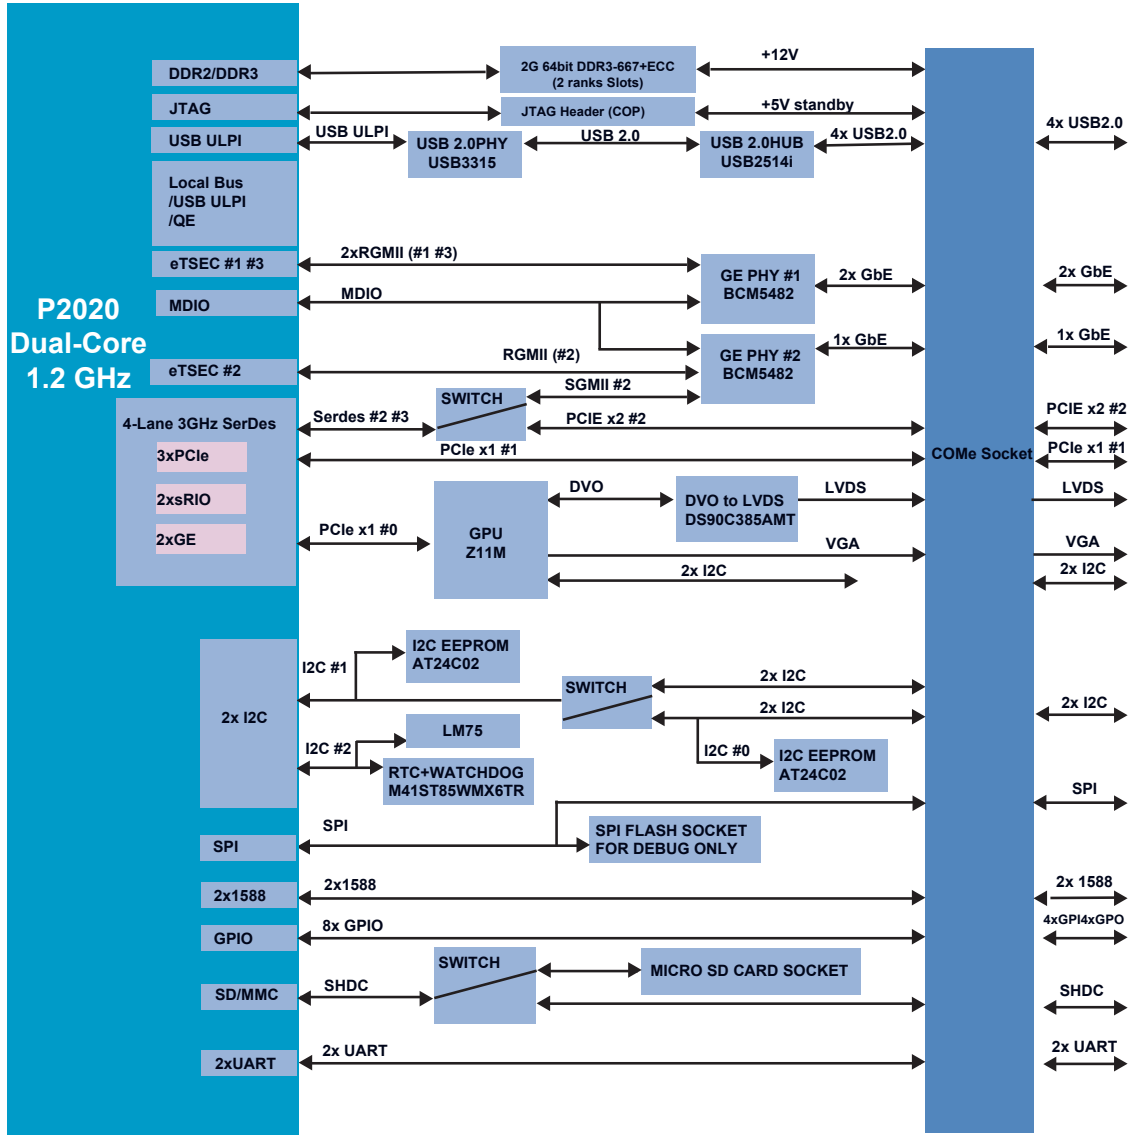 P2020
Dual-Core
1.2 GHz
DDR2/DDR3
2G 64bit DDR3-667+ECC
(2 ranks Slots)
+12V
JTAG
JTAG Header (COP)
+5V standby
USB ULPI
USB ULPI
USB 2.0PHY
USB3315
USB 2.0
USB 2.0HUB
USB2514i
4x USB2.0
4x USB2.0
Local Bus
/USB ULPI
/QE
eTSEC #1 #3
2xRGMII (#1 #3)
GE PHY #1
BCM5482
2x GbE
2x GbE
MDIO
MDIO
eTSEC #2
RGMII (#2)
GE PHY #2
BCM5482
1x GbE
1x GbE
4-Lane 3GHz SerDes
3xPCIe
2xsRIO
2xGE
Serdes #2 #3
SWITCH
SGMII #2
PCIE x2 #2
PCIE x2 #2
PCIe x1 #1
COMe Socket
PCIe x1 #1
PCIe x1 #0
GPU
Z11M
DVO
DVO to LVDS
DS90C385AMT
LVDS
LVDS
VGA
VGA
2x I2C
2x I2C
2x I2C
I2C #1
I2C EEPROM
AT24C02
SWITCH
2x I2C
2x I2C
2x I2C
I2C #0
I2C EEPROM
AT24C02
I2C #2
LM75
RTC+WATCHDOG
M41ST85WMX6TR
SPI
SPI
SPI FLASH SOCKET
FOR DEBUG ONLY
SPI
2x1588
2x1588
2x 1588
GPIO
8x GPIO
4xGPI4xGPO
SD/MMC
SHDC
SWITCH
MICRO SD CARD SOCKET
SHDC
2xUART
2x UART
2x UART